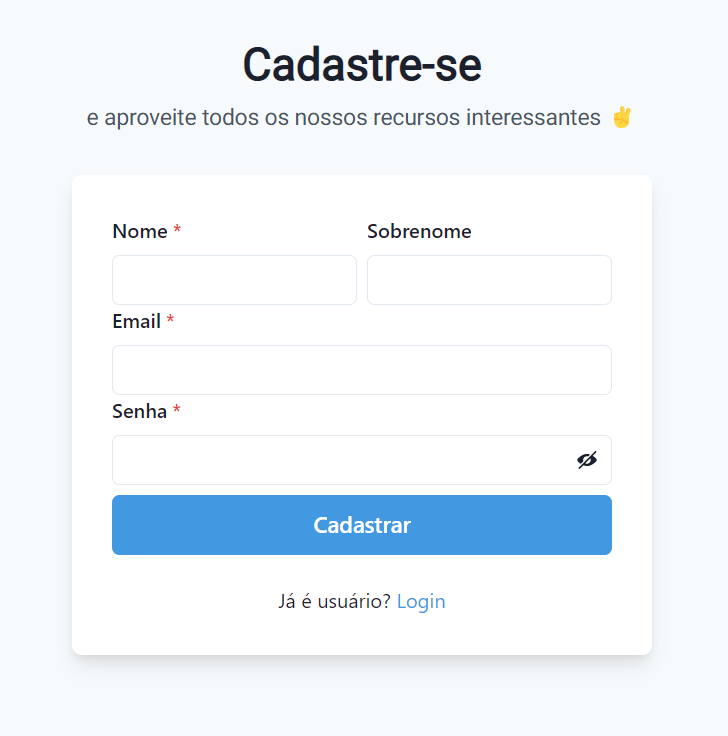 Cadastre-se
e aproveite todos os nossos recursos interessantes ✌️
Nome * Sobrenome
Email *
Senha *
Cadastrar
Já é usuário? Login